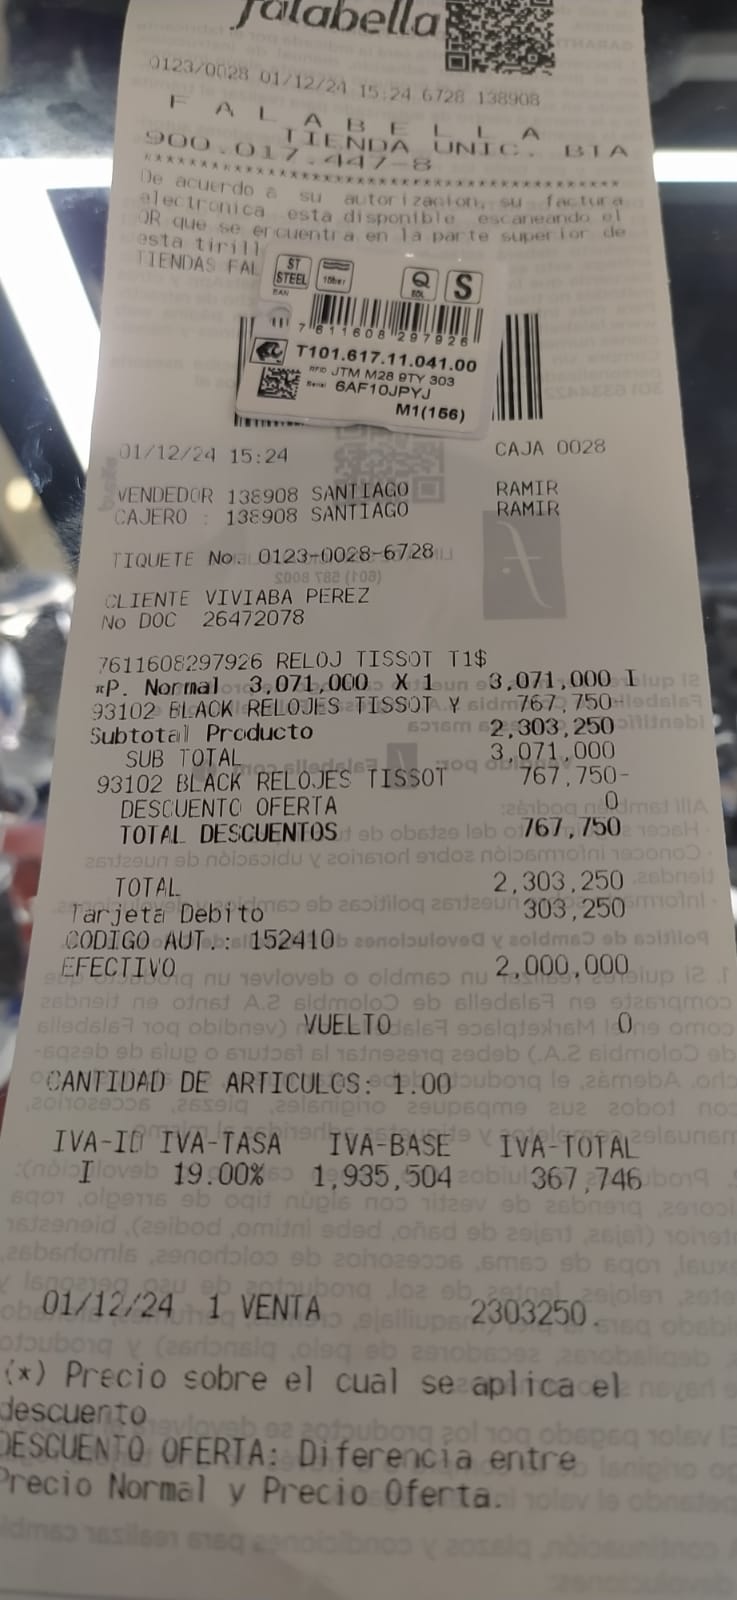 falabella
0123/0028 01/12/24 15:24 6728 138908
F A L A B E L L A
TIENDA UNIC. BTA
900.017.447-8
De acuerdo a su autorizacion, su factura
electronica esta disponible escaneando el
QR que se encuentra en la parte superior de
esta tirill
TIENDAS FAL
ST STEEL
10bar
Q
EOL
S
EAN
7 611608 297926
T101.617.11.041.00
RFID JTM M28 9TY 303
Serial 6AF10JPYJ
M1(156)
01/12/24 15:24 CAJA 0028
VENDEDOR 138908 SANTIAGO RAMIR
CAJERO : 138908 SANTIAGO RAMIR
TIQUETE No. 0123-0028-6728
CLIENTE VIVIABA PEREZ
No DOC 26472078
7611608297926 RELOJ TISSOT T1$
*P. Normal 3,071,000 X 1 3,071,000 I
93102 BLACK RELOJES TISSOT Y 767,750-
Subtotal Producto 2,303,250
SUB TOTAL 3,071,000
93102 BLACK RELOJES TISSOT 767,750-
DESCUENTO OFERTA 0
TOTAL DESCUENTOS 767,750
TOTAL 2,303,250
Tarjeta Debito 303,250
CODIGO AUT.: 152410
EFECTIVO 2,000,000
VUELTO 0
CANTIDAD DE ARTICULOS: 1.00
IVA-ID IVA-TASA IVA-BASE IVA-TOTAL
I 19.00% 1,935,504 367,746
01/12/24 1 VENTA 2303250.
(*) Precio sobre el cual se aplica el
descuento
DESCUENTO OFERTA: Diferencia entre
Precio Normal y Precio Oferta.